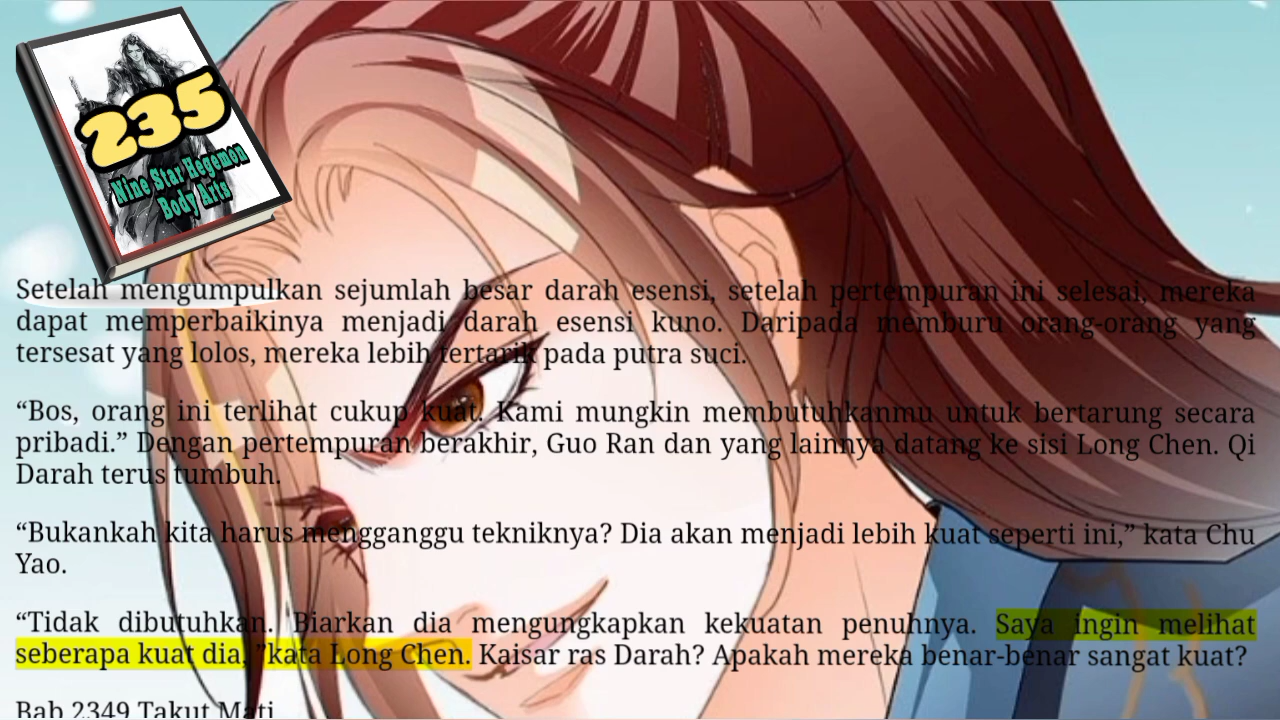 235
Nine Star Hegemon
Body Arts
Setelah mengumpulkan sejumlah besar darah esensi, setelah pertempuran ini selesai, mereka
dapat memperbaikinya menjadi darah esensi kuno. Daripada memburu orang-orang yang
tersesat yang lolos, mereka lebih tertarik pada putra suci.
“Bos, orang ini terlihat cukup kuat. Kami mungkin membutuhkanmu untuk bertarung secara
pribadi.” Dengan pertempuran berakhir, Guo Ran dan yang lainnya datang ke sisi Long Chen. Qi
Darah terus tumbuh.
“Bukankah kita harus mengganggu tekniknya? Dia akan menjadi lebih kuat seperti ini,” kata Chu
Yao.
“Tidak dibutuhkan. Biarkan dia mengungkapkan kekuatan penuhnya. Saya ingin melihat
seberapa kuat dia, ”kata Long Chen. Kaisar ras Darah? Apakah mereka benar-benar sangat kuat?
Bab 2349 Takut Mati